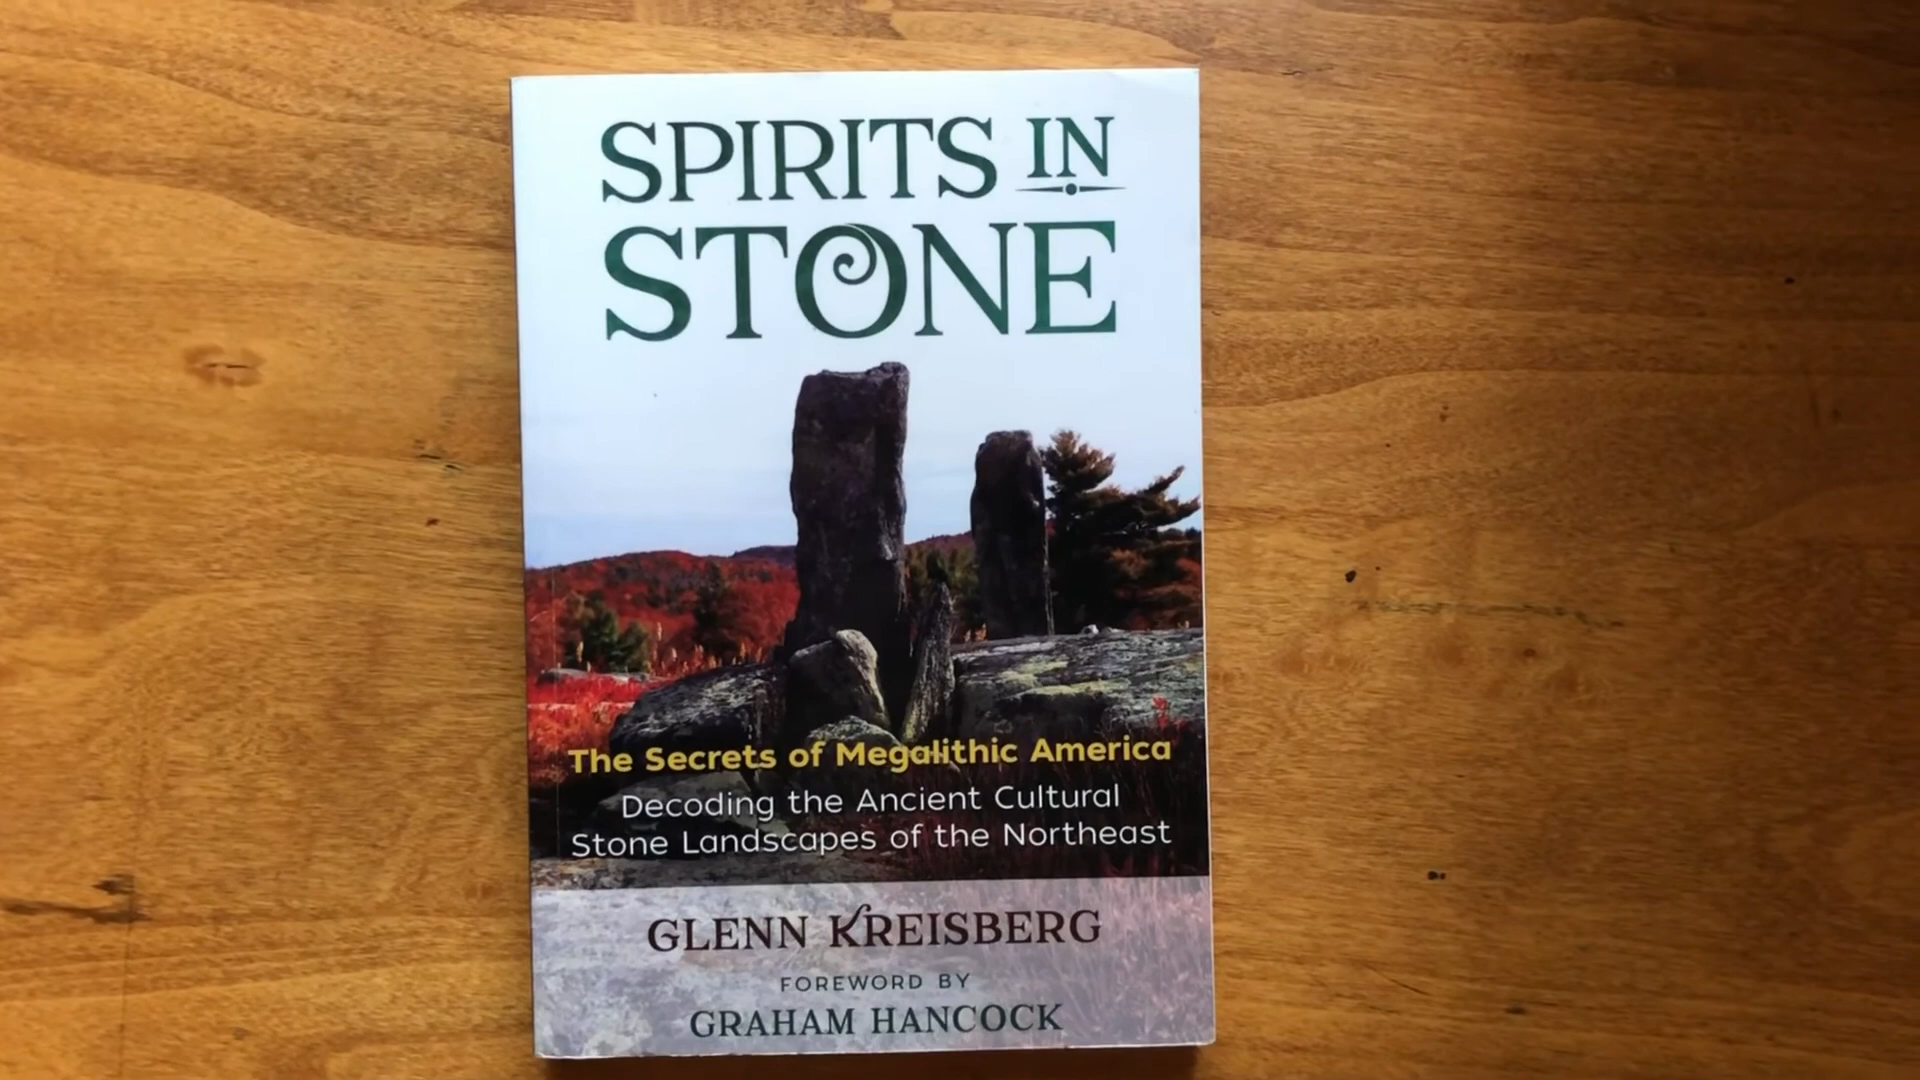 SPIRITS IN
STONE
The Secrets of Megalithic America
Decoding the Ancient Cultural
Stone Landscapes of the Northeast
GLENN KREISBERG
FOREWORD BY
GRAHAM HANCOCK